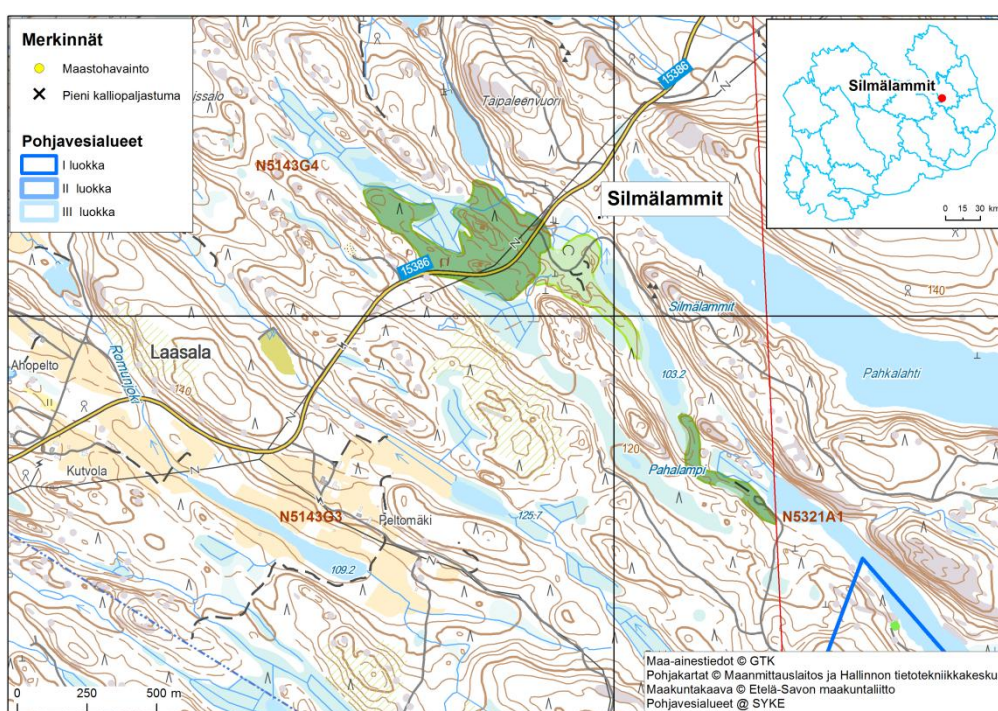 Merkinnät
Maastohavainto
Pieni kalliopaljastuma
Pohjavesialueet
I luokka
II luokka
III luokka
issalo
Taipaleenvuori
15386
N5143G4
Silmälammit
15386
Silmälammit
0 15 30 km
140
Silmälammit
Pahkalahti
Laasala
Ahopelto
Romunjoki
140
103.2
120
Kutvola
Pahalampi
N5143G3
Peltomäki
125.7
N5321A1
109.2
0 250 500 m
Maa-ainestiedot © GTK
Pohjakartat © Maanmittauslaitos ja Hallinnon tietotekniikkakesku
Maakuntakaava © Etelä-Savon maakuntaliitto
Pohjavesialueet @ SYKE